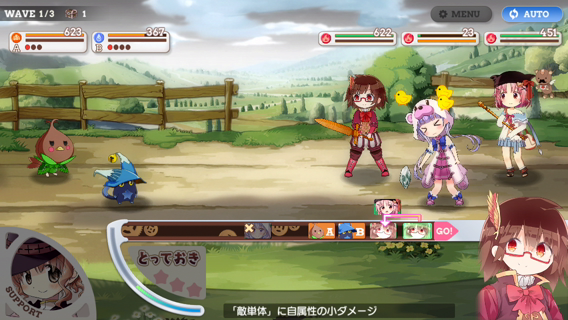 WAVE 1/3 1
MENU
AUTO
623
367
A
B
622
23
451
A
B
GO!
とっておき
SUPPORT
「敵単体」に自属性の小ダメージ